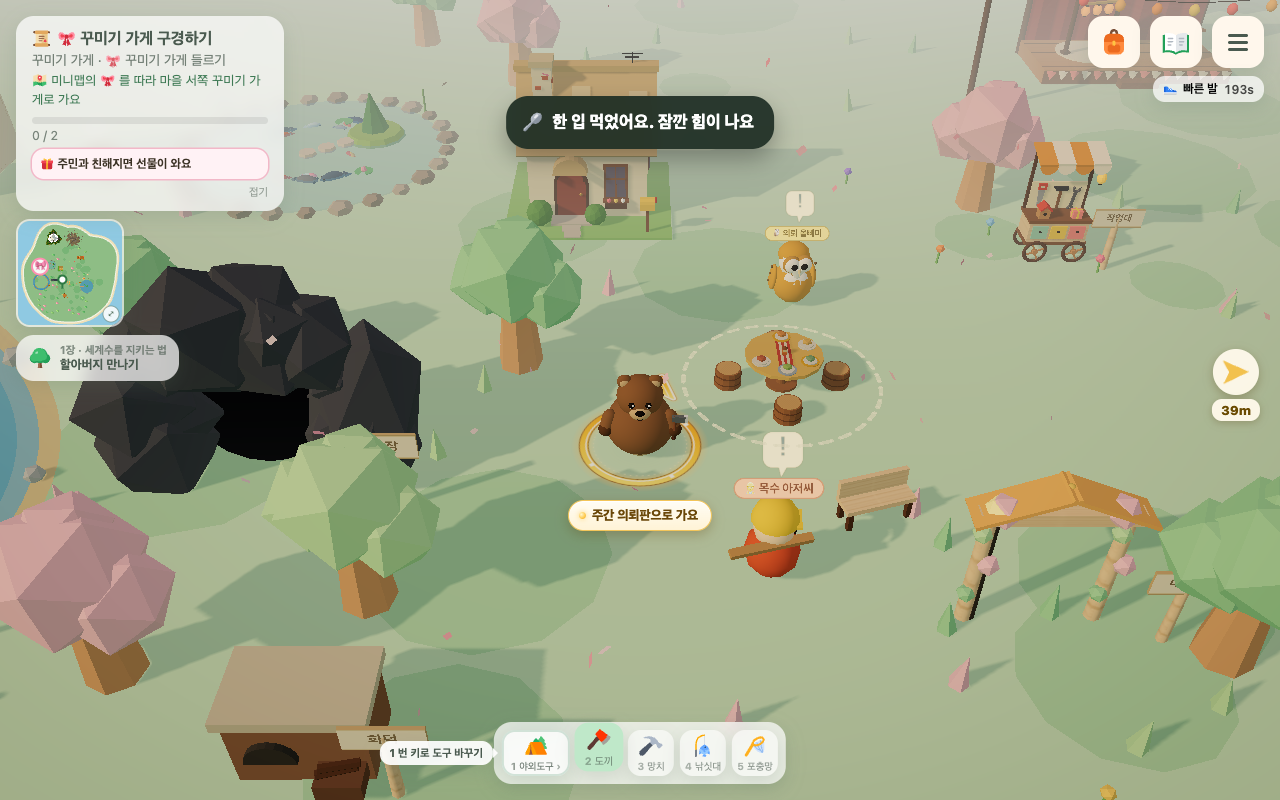 꾸미기 가게 구경하기
꾸미기 가게 · 꾸미기 가게 들르기
미니맵의 를 따라 마을 서쪽 꾸미기 가
게로 가요
0 / 2
주민과 친해지면 선물이 와요
접기
1장 · 세계수를 지키는 법
할아버지 만나기
한 입 먹었어요. 잠깐 힘이 나요
빠른 발 193s
의뢰 올빼미
작업대
39m
목수 아저씨
주간 의뢰판으로 가요
1 번 키로 도구 바꾸기
1 야외도구 ›
2 도끼
3 망치
4 낚싯대
5 포충망